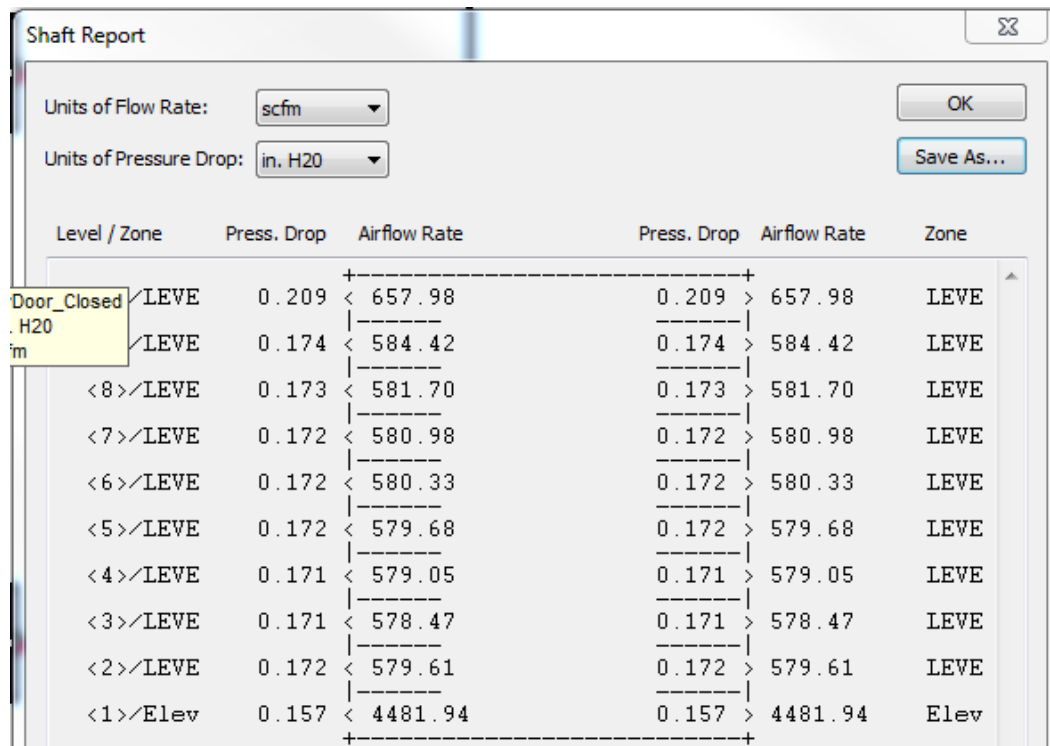 Shaft Report
Units of Flow Rate: scfm OK
Units of Pressure Drop: in. H20 Save As...
Level / Zone Press. Drop Airflow Rate Press. Drop Airflow Rate Zone
+------------------------------+
Door_Closed /LEVE 0.209 < 657.98 0.209 > 657.98 LEVE
|------ ------|
. H20
/LEVE 0.174 < 584.42 0.174 > 584.42 LEVE
|------ ------|
<8>/LEVE 0.173 < 581.70 0.173 > 581.70 LEVE
|------ ------|
<7>/LEVE 0.172 < 580.98 0.172 > 580.98 LEVE
|------ ------|
<6>/LEVE 0.172 < 580.33 0.172 > 580.33 LEVE
|------ ------|
<5>/LEVE 0.172 < 579.68 0.172 > 579.68 LEVE
|------ ------|
<4>/LEVE 0.171 < 579.05 0.171 > 579.05 LEVE
|------ ------|
<3>/LEVE 0.171 < 578.47 0.171 > 578.47 LEVE
|------ ------|
<2>/LEVE 0.172 < 579.61 0.172 > 579.61 LEVE
|------ ------|
<1>/Elev 0.157 < 4481.94 0.157 > 4481.94 Elev
+------------------------------+